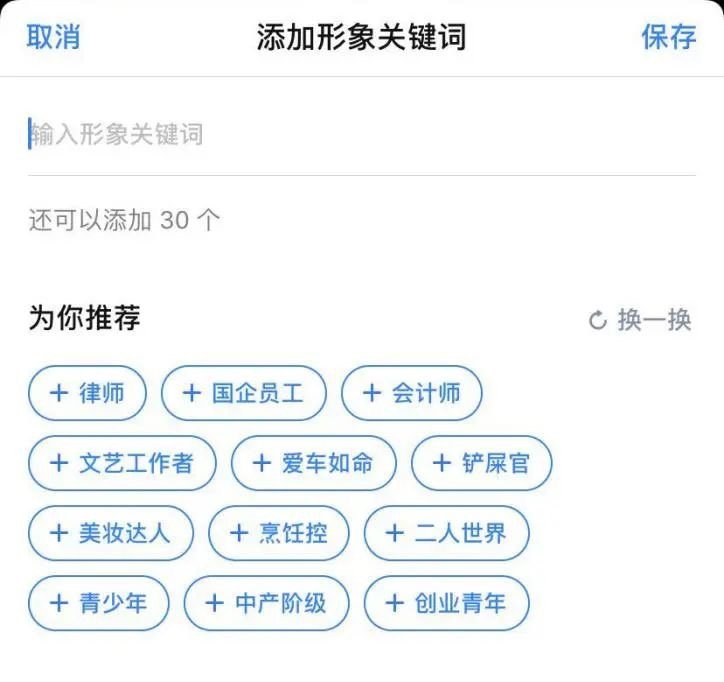 取消 添加形象关键词 保存
输入形象关键词
还可以添加 30 个
为你推荐 换一换
+ 律师 + 国企员工 + 会计师
+ 文艺工作者 + 爱车如命 + 铲屎官
+ 美妆达人 + 烹饪控 + 二人世界
+ 青少年 + 中产阶级 + 创业青年